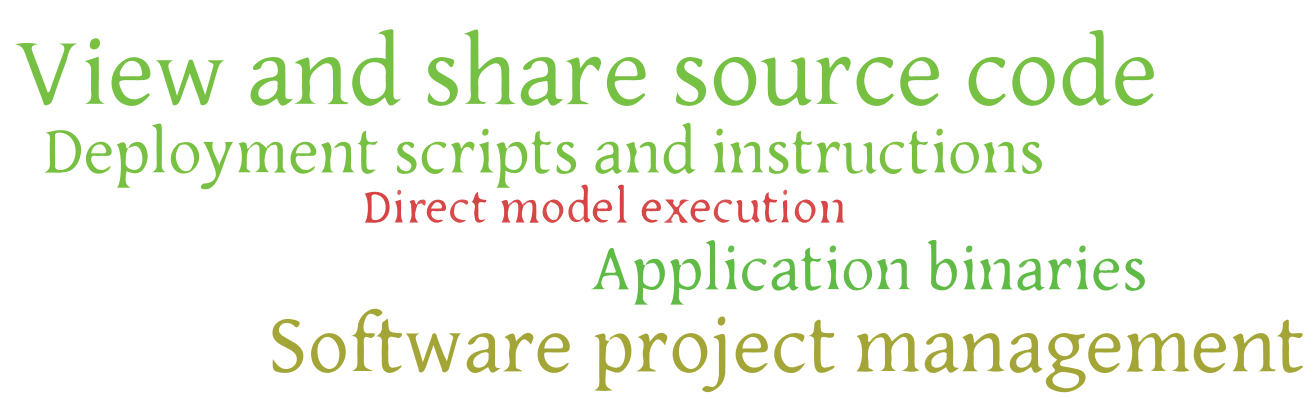 View and share source code
Deployment scripts and instructions
Direct model execution
Application binaries
Software project management